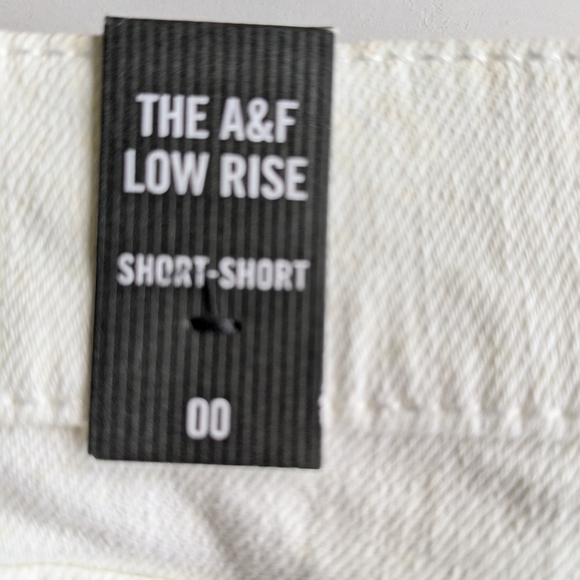 THE A&F
LOW RISE
SHORT-SHORT
00